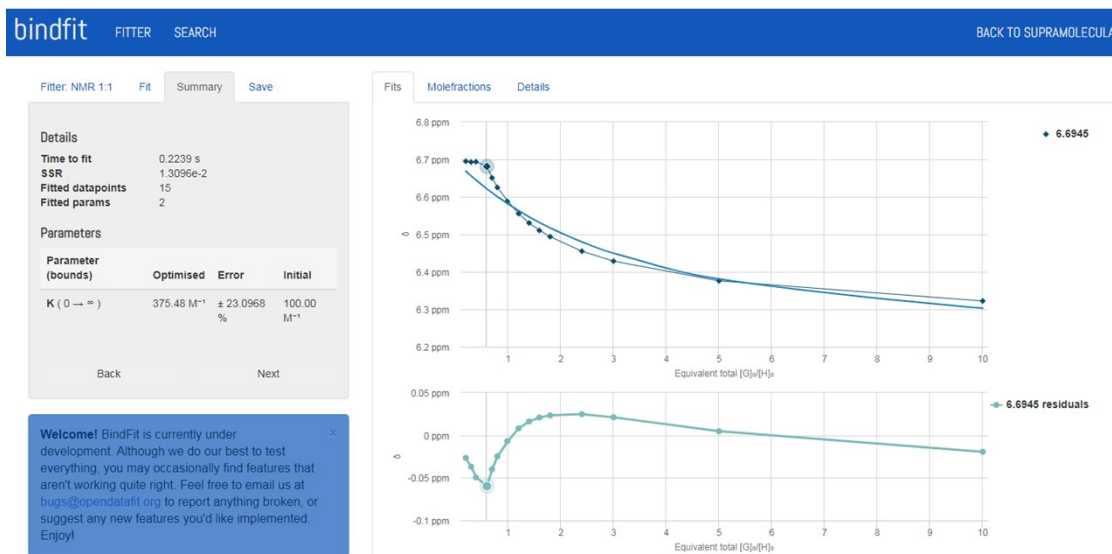 bindfit FITTER SEARCH BACK TO SUPRAMOLECULA
Fitter: NMR 1:1 Fit Summary Save
Details
Time to fit 0.2239 s
SSR 1.3096e-2
Fitted datapoints 15
Fitted params 2
Parameters
Parameter (bounds) Optimised Error Initial
K ( 0 → ∞ ) 375.48 M⁻¹ ± 23.0968 % 100.00 M⁻¹
Back Next
Welcome! BindFit is currently under ×
development. Although we do our best to test
everything, you may occasionally find features that
aren't working quite right. Feel free to email us at
bugs@opendatafit.org to report anything broken, or
suggest any new features you'd like implemented.
Enjoy!
Fits Molefractions Details
6.8 ppm
6.7 ppm
6.6 ppm
6.5 ppm
6.4 ppm
6.3 ppm
6.2 ppm
δ
1 2 3 4 5 6 7 8 9 10
Equivalent total [G]₀/[H]₀
6.6945
0.05 ppm
0 ppm
-0.05 ppm
-0.1 ppm
δ
1 2 3 4 5 6 7 8 9 10
Equivalent total [G]₀/[H]₀
6.6945 residuals